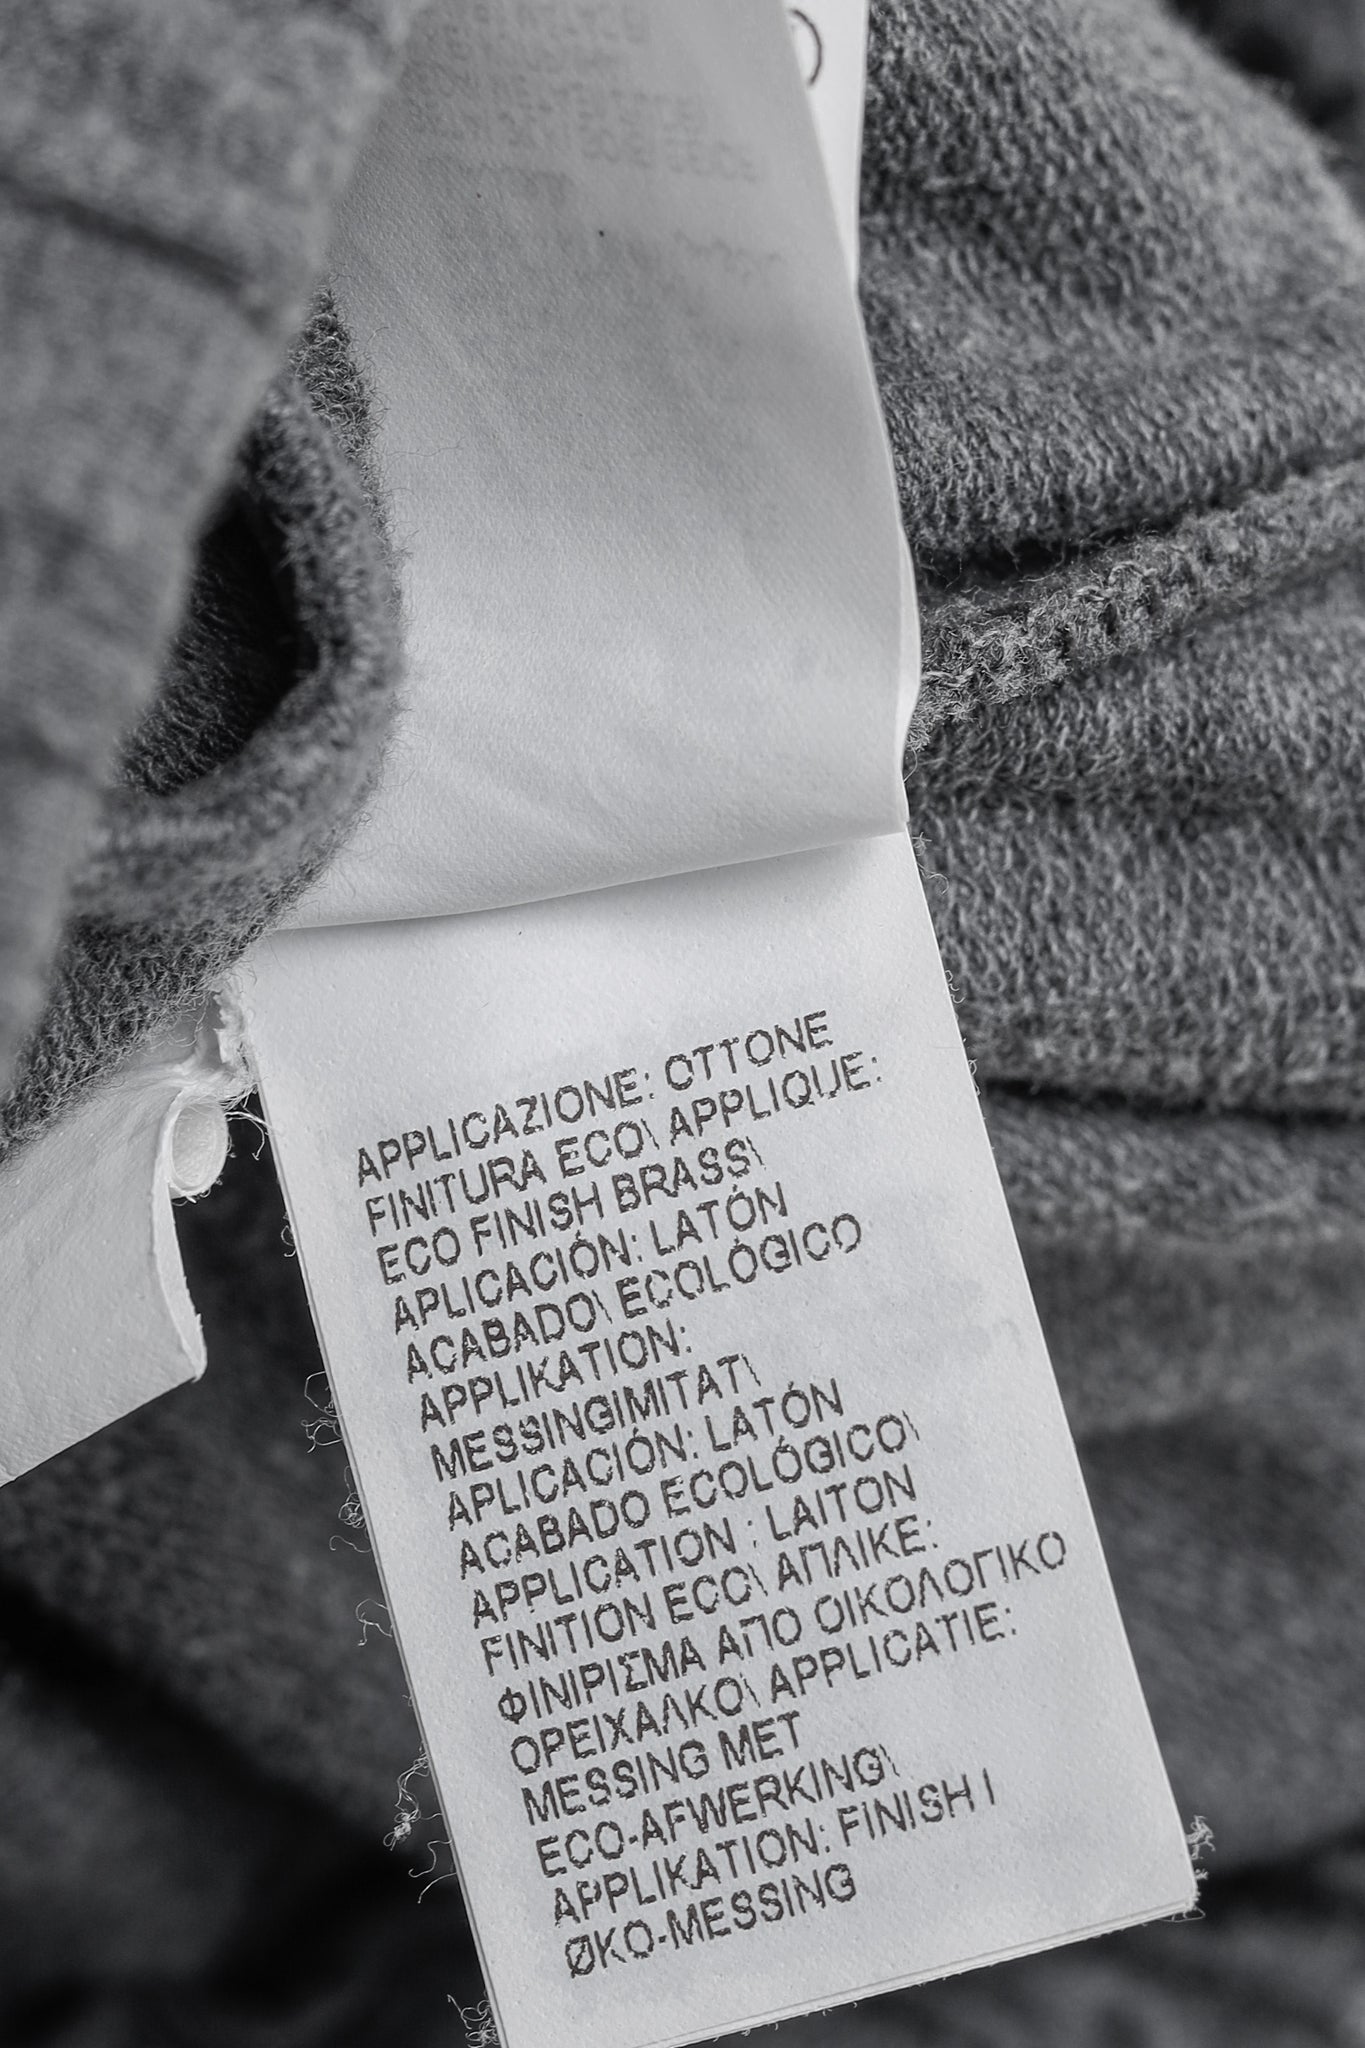 APPLICAZIONE: OTTONE
FINITURA ECO\ APPLIQUE:
ECO FINISH BRASS\
APLICACIÓN: LATÓN
ACABADO\ ECOLÓGICO
APPLIKATION:
MESSINGIMITAT\
APLICACIÓN: LATÓN
ACABADO ECOLÓGICO\
APPLICATION : LAITON
FINITION ECO\ ΑΠΛΙΚΕ:
ΦΙΝΙΡΙΣΜΑ ΑΠΟ ΟΙΚΟΛΟΓΙΚΟ
ΟΡΕΙΧΑΛΚΟ\ APPLICATIE:
MESSING MET
ECO-AFWERKING\
APPLIKATION: FINISH I
ØKO-MESSING